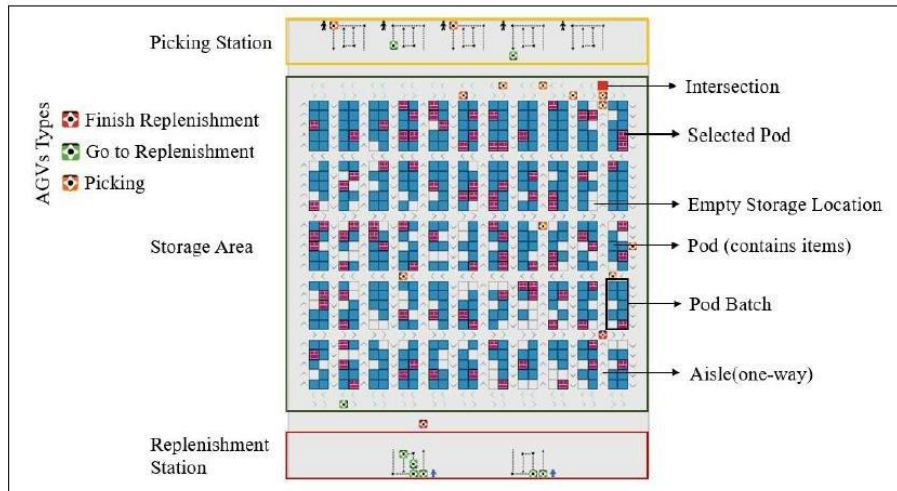 Picking Station
AGVs Types
Finish Replenishment
Go to Replenishment
Picking
Storage Area
Replenishment
Station
Intersection
Selected Pod
Empty Storage Location
Pod (contains items)
Pod Batch
Aisle(one-way)